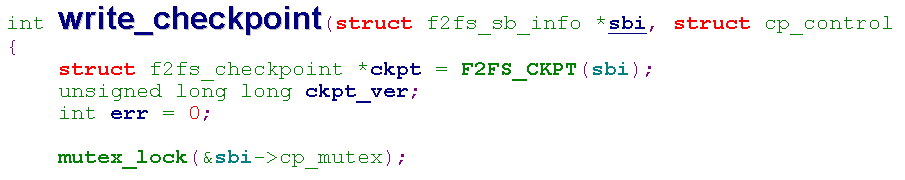 int write_checkpoint(struct f2fs_sb_info *sbi, struct cp_control
{
    struct f2fs_checkpoint *ckpt = F2FS_CKPT(sbi);
    unsigned long long ckpt_ver;
    int err = 0;

    mutex_lock(&sbi->cp_mutex);